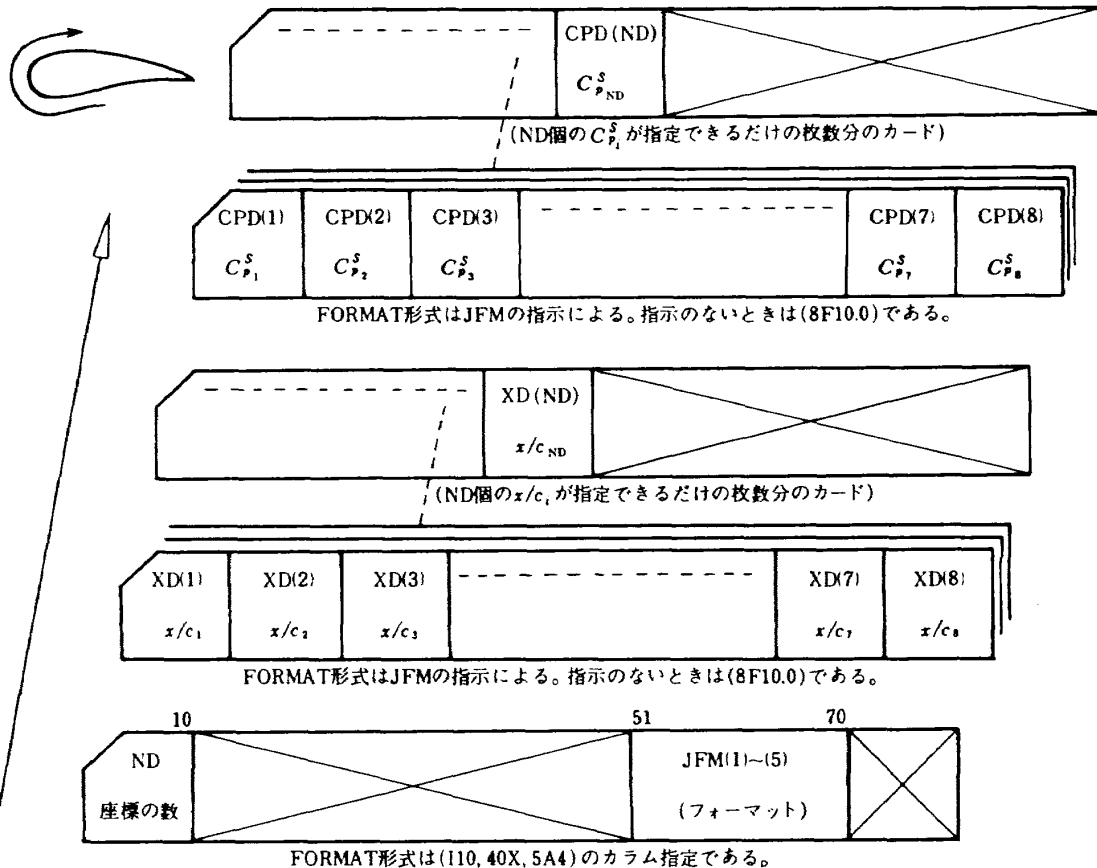 CPD(ND)
C^S_{p_{ND}}
(ND個のC^S_{p_i}が指定できるだけの枚数分のカード)
CPD(1) CPD(2) CPD(3) CPD(7) CPD(8)
C^S_{p_1} C^S_{p_2} C^S_{p_3} C^S_{p_7} C^S_{p_8}
FORMAT形式はJFMの指示による。指示のないときは(8F10.0)である。
XD(ND)
x/c_{ND}
(ND個のx/c_iが指定できるだけの枚数分のカード)
XD(1) XD(2) XD(3) XD(7) XD(8)
x/c_1 x/c_2 x/c_3 x/c_7 x/c_8
FORMAT形式はJFMの指示による。指示のないときは(8F10.0)である。
10 51 70
ND JFM(1)~(5)
座標の数 (フォーマット)
FORMAT形式は(I10, 40X, 5A4)のカラム指定である。